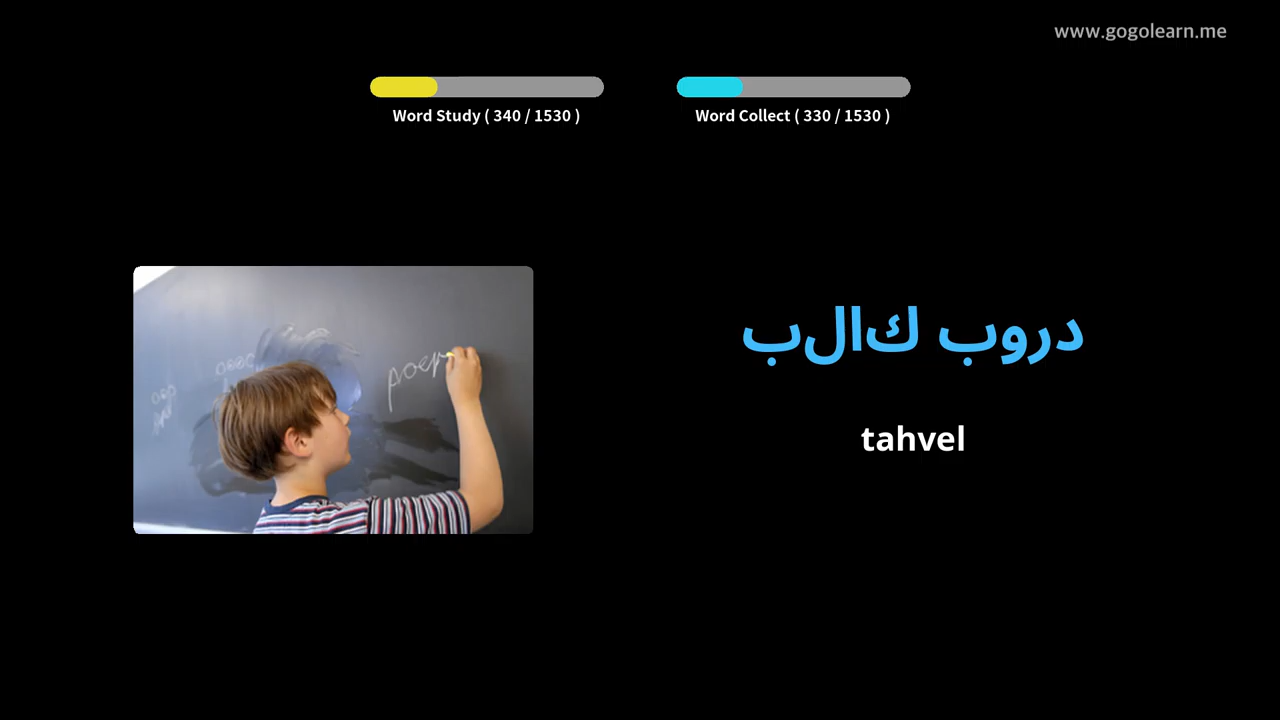 www.gogolearn.me
Word Study ( 340 / 1530 )
Word Collect ( 330 / 1530 )
دروب كالب
tahvel